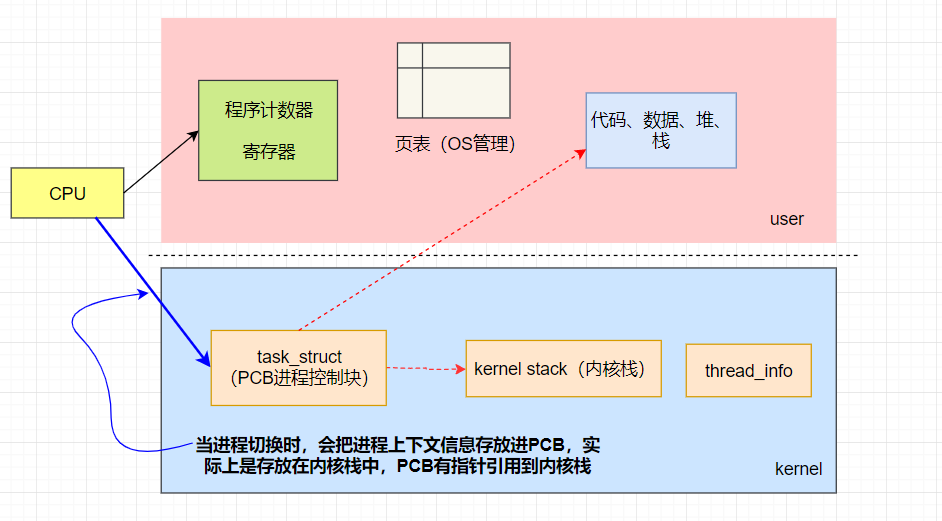 程序计数器
寄存器
页表（OS管理）
代码、数据、堆、
栈
CPU
user
task_struct
（PCB进程控制块）
kernel stack（内核栈）
thread_info
当进程切换时，会把进程上下文信息存放进PCB，实
际上是存放在内核栈中，PCB有指针引用到内核栈
kernel